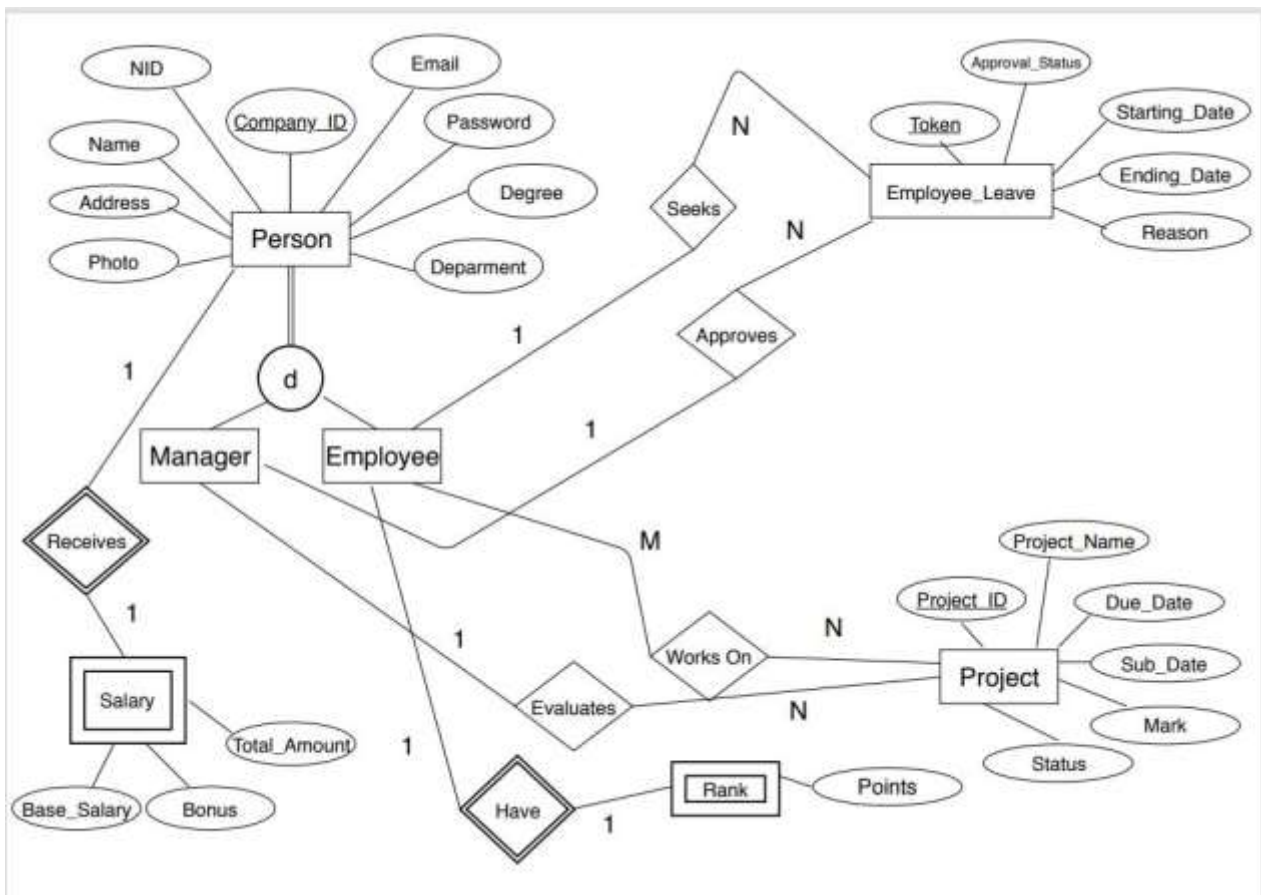 NID
Email
Approval_Status
Company_ID
Password
Name
N
Token
Starting_Date
Address
Degree
Seeks
Employee_Leave
Ending_Date
Person
N
Reason
Photo
Deparment
1
Approves
1
d
1
Manager
Employee
Receives
M
Project_Name
1
Project_ID
Due_Date
1
N
Works On
Sub_Date
Project
Salary
Evaluates
N
Mark
Total_Amount
1
Status
Base_Salary
Bonus
Have
1
Rank
Points